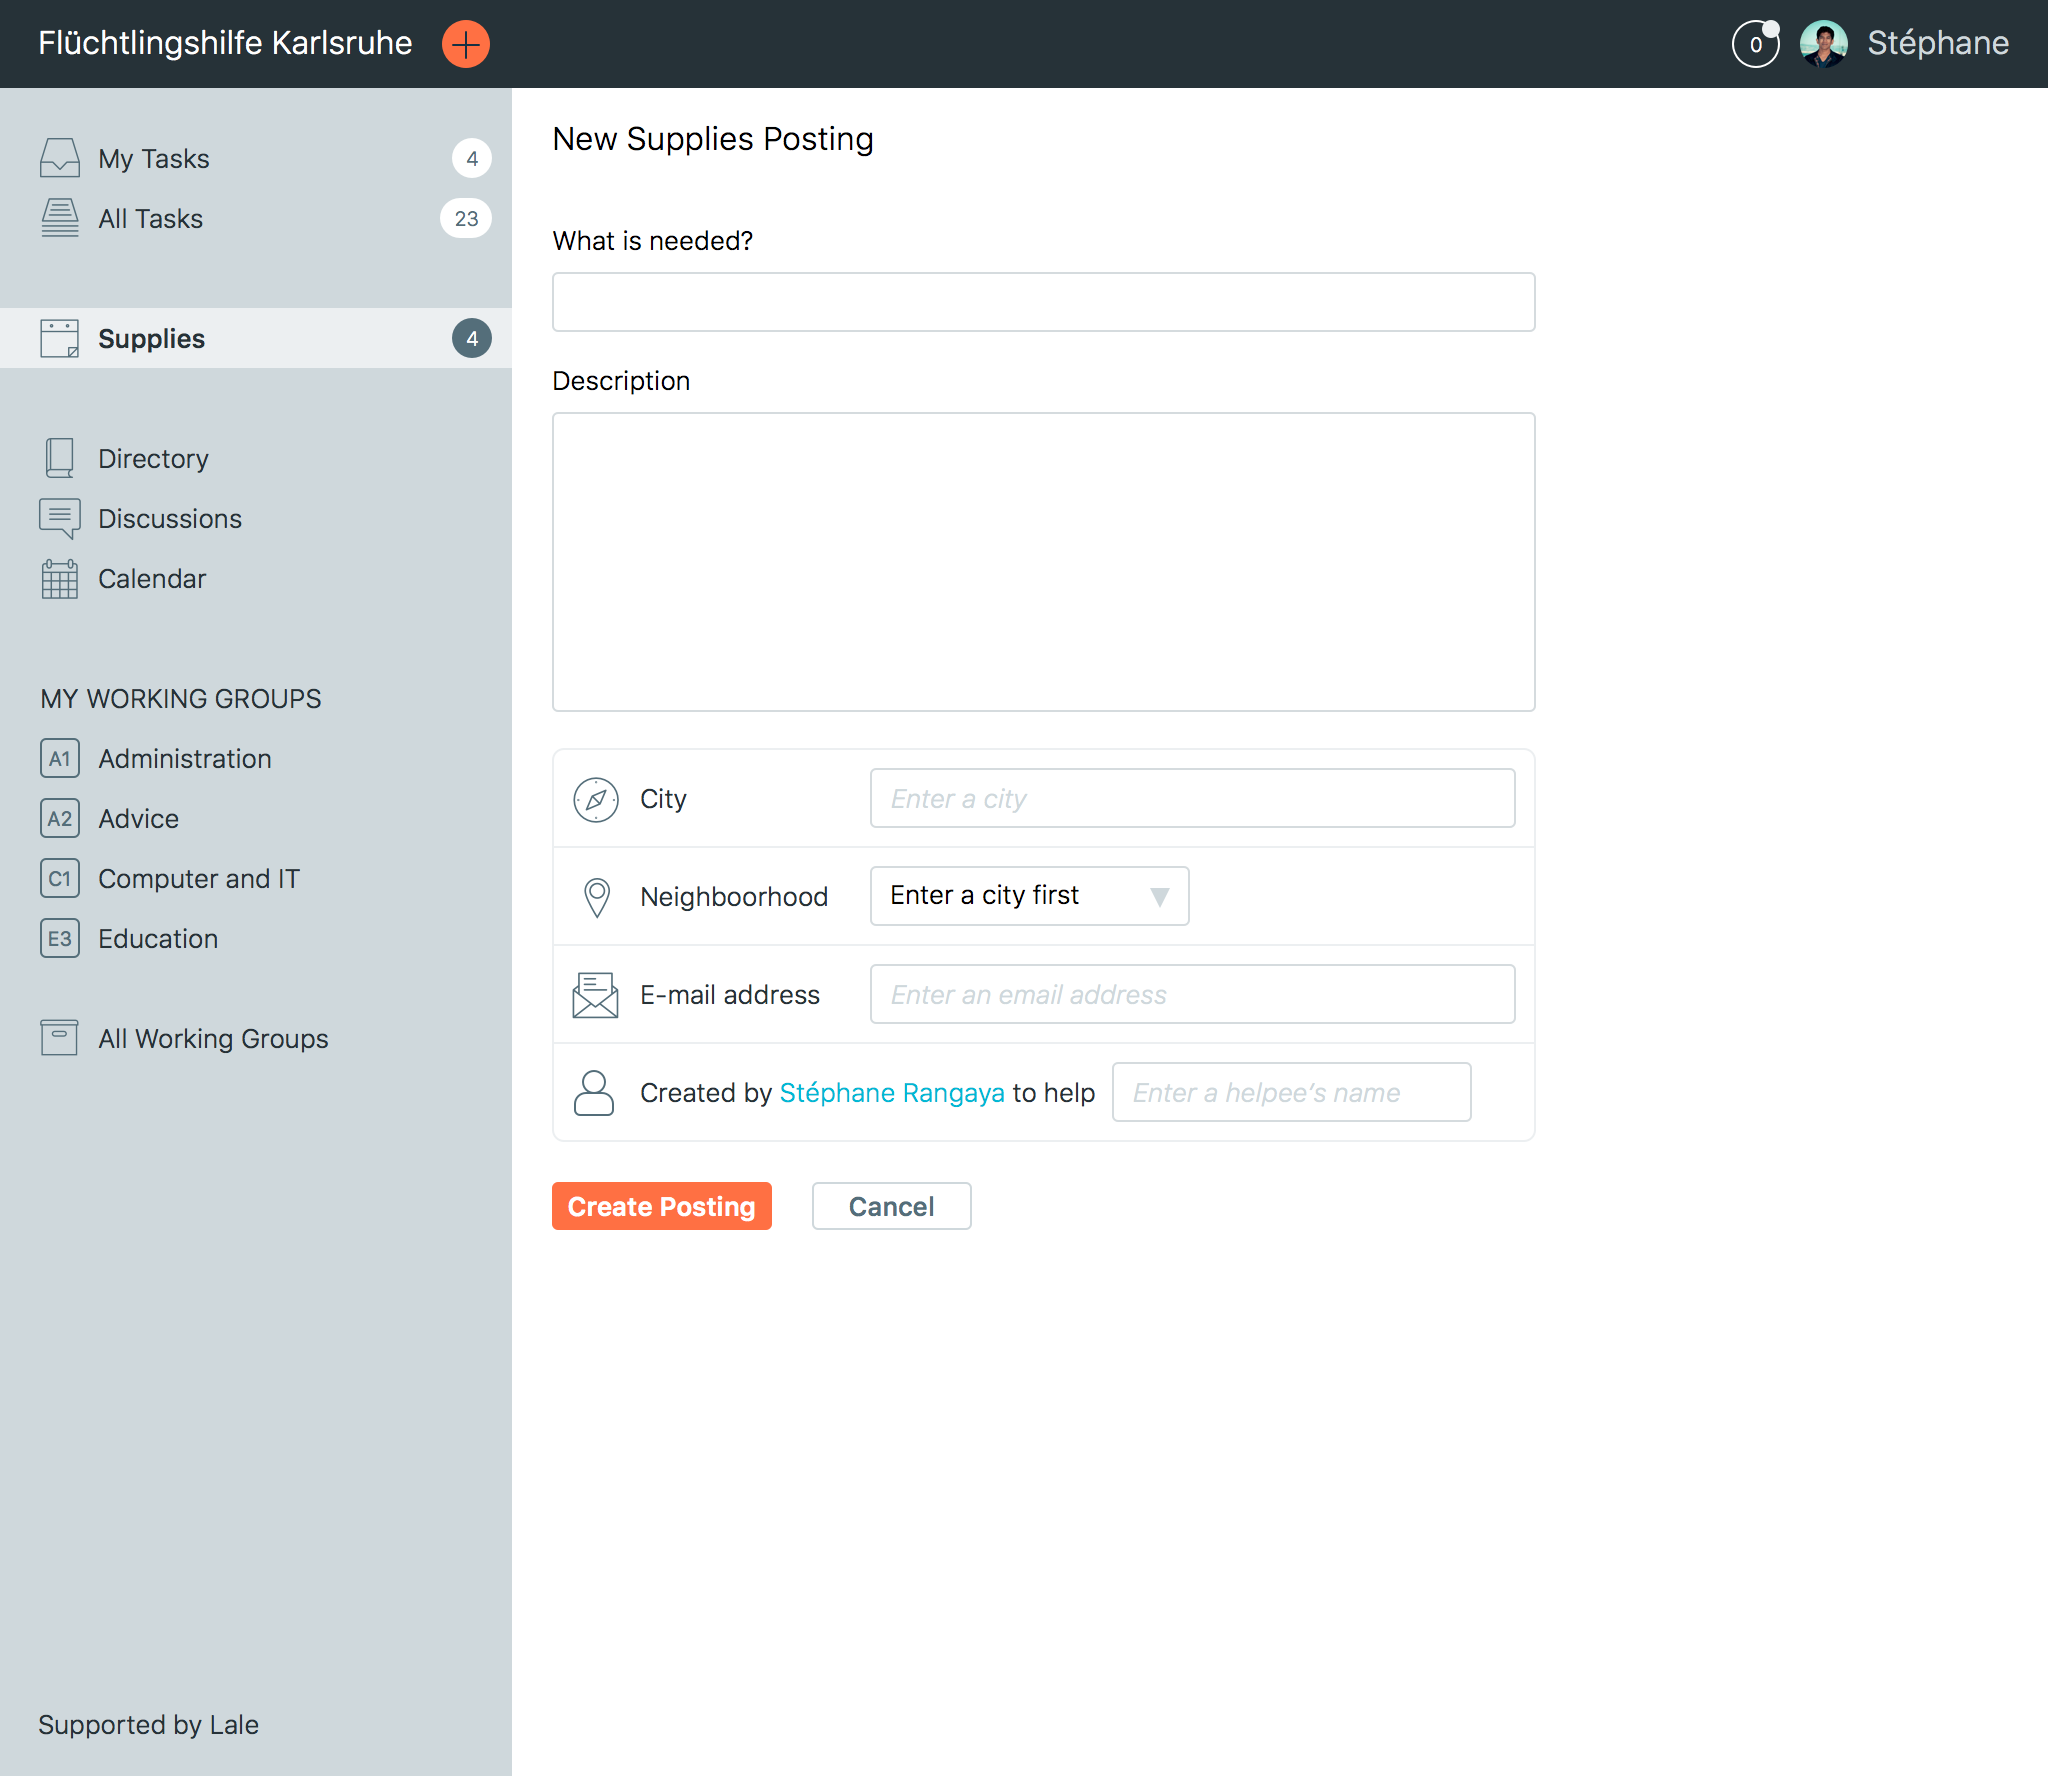 Flüchtlingshilfe Karlsruhe
0
Stéphane
My Tasks 4
All Tasks 23
Supplies 4
Directory
Discussions
Calendar
MY WORKING GROUPS
A1 Administration
A2 Advice
C1 Computer and IT
E3 Education
All Working Groups
Supported by Lale
New Supplies Posting
What is needed?
Description
City Enter a city
Neighboorhood Enter a city first
E-mail address Enter an email address
Created by Stéphane Rangaya to help Enter a helpee’s name
Create Posting Cancel